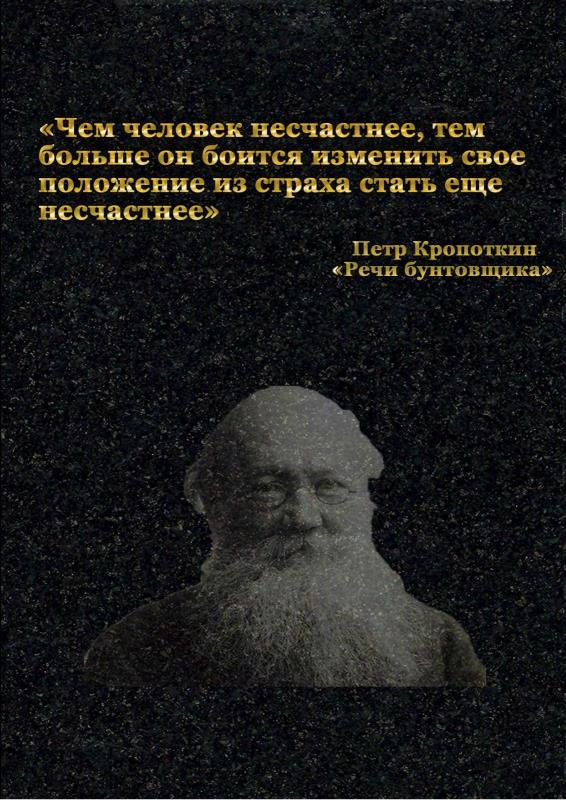 «Чем человек несчастнее, тем
больше он боится изменить свое
положение из страха стать еще
несчастнее»
Петр Кропоткин
«Речи бунтовщика»